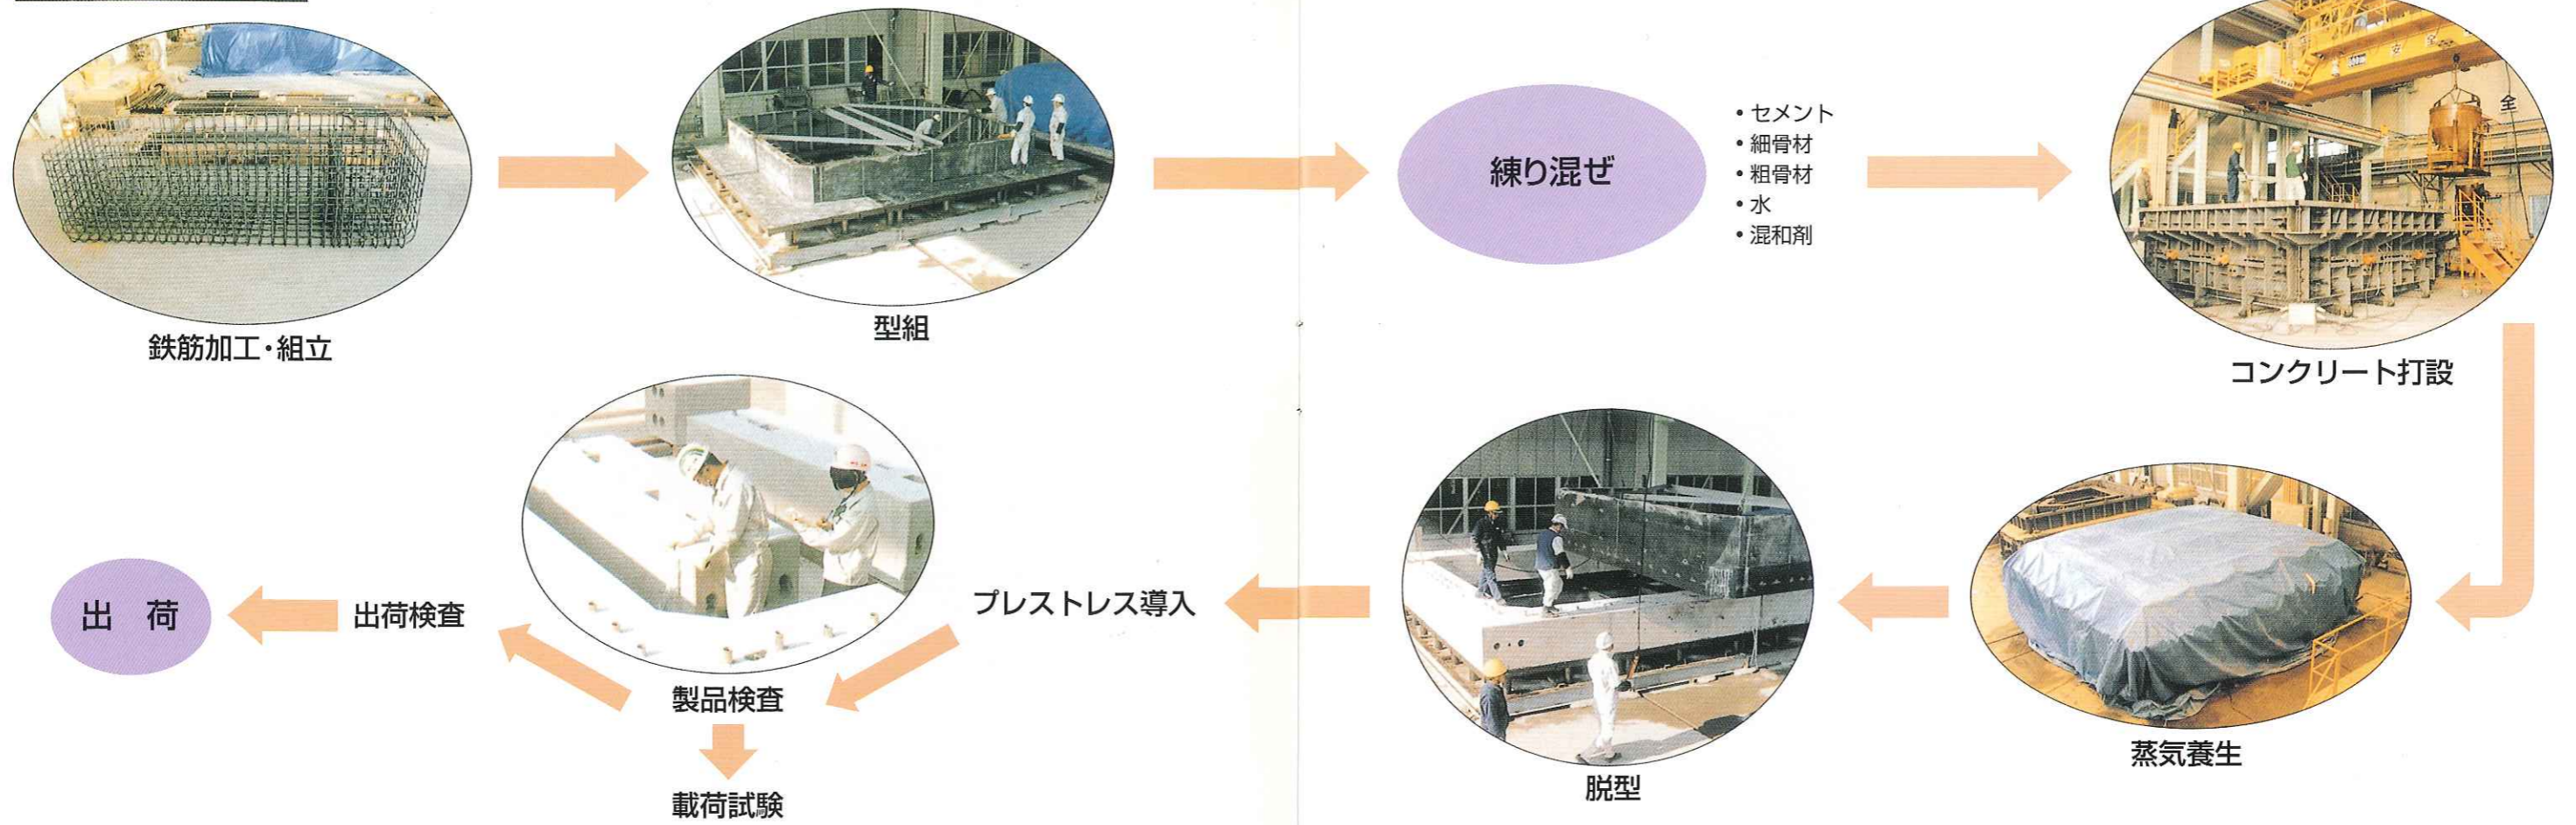 鉄筋加工・組立
型組
練り混ぜ
・セメント
・細骨材
・粗骨材
・水
・混和剤
全
コンクリート打設
蒸気養生
脱型
プレストレス導入
製品検査
載荷試験
出荷検査
出 荷